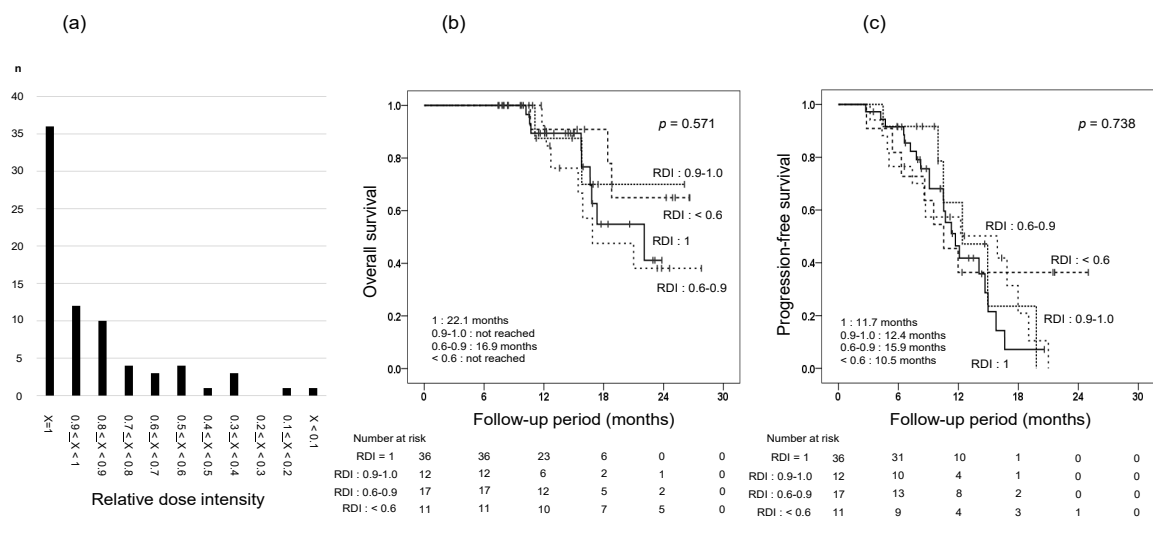 (a)
n
40
35
30
25
20
15
10
5
0
X=1
0.9 ≤ X < 1
0.8 ≤ X < 0.9
0.7 ≤ X < 0.8
0.6 ≤ X < 0.7
0.5 ≤ X < 0.6
0.4 ≤ X < 0.5
0.3 ≤ X < 0.4
0.2 ≤ X < 0.3
0.1 ≤ X < 0.2
X < 0.1
Relative dose intensity
(b)
Overall survival
1.0
0.8
0.6
0.4
0.2
0.0
p = 0.571
RDI : 0.9-1.0
RDI : < 0.6
RDI : 1
RDI : 0.6-0.9
1 : 22.1 months
0.9-1.0 : not reached
0.6-0.9 : 16.9 months
< 0.6 : not reached
0 6 12 18 24 30
Follow-up period (months)
Number at risk
RDI = 1 36 36 23 6 0 0
RDI : 0.9-1.0 12 12 6 2 1 0
RDI : 0.6-0.9 17 17 12 5 2 0
RDI : < 0.6 11 11 10 7 5 0
(c)
Progression-free survival
1.0
0.8
0.6
0.4
0.2
0.0
p = 0.738
RDI : 0.6-0.9
RDI : < 0.6
RDI : 0.9-1.0
RDI : 1
1 : 11.7 months
0.9-1.0 : 12.4 months
0.6-0.9 : 15.9 months
< 0.6 : 10.5 months
0 6 12 18 24 30
Follow-up period (months)
Number at risk
RDI = 1 36 31 10 1 0 0
RDI : 0.9-1.0 12 10 4 1 0 0
RDI : 0.6-0.9 17 13 8 2 0 0
RDI : < 0.6 11 9 4 3 1 0